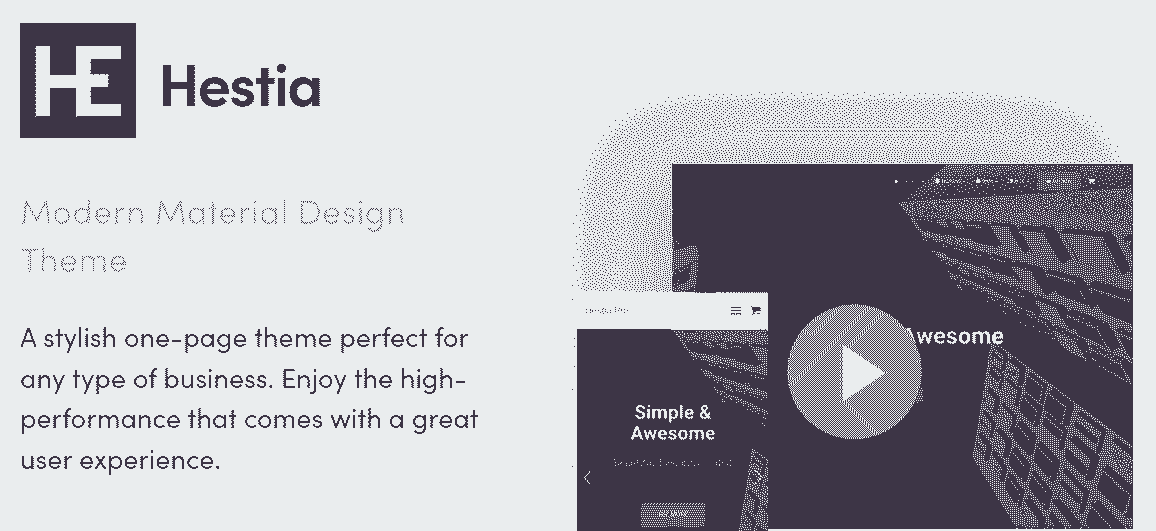 HE
Hestia
Modern Material Design
Theme
A stylish one-page theme perfect for
any type of business. Enjoy the high-
performance that comes with a great
user experience.
Awesome
Simple &
Awesome